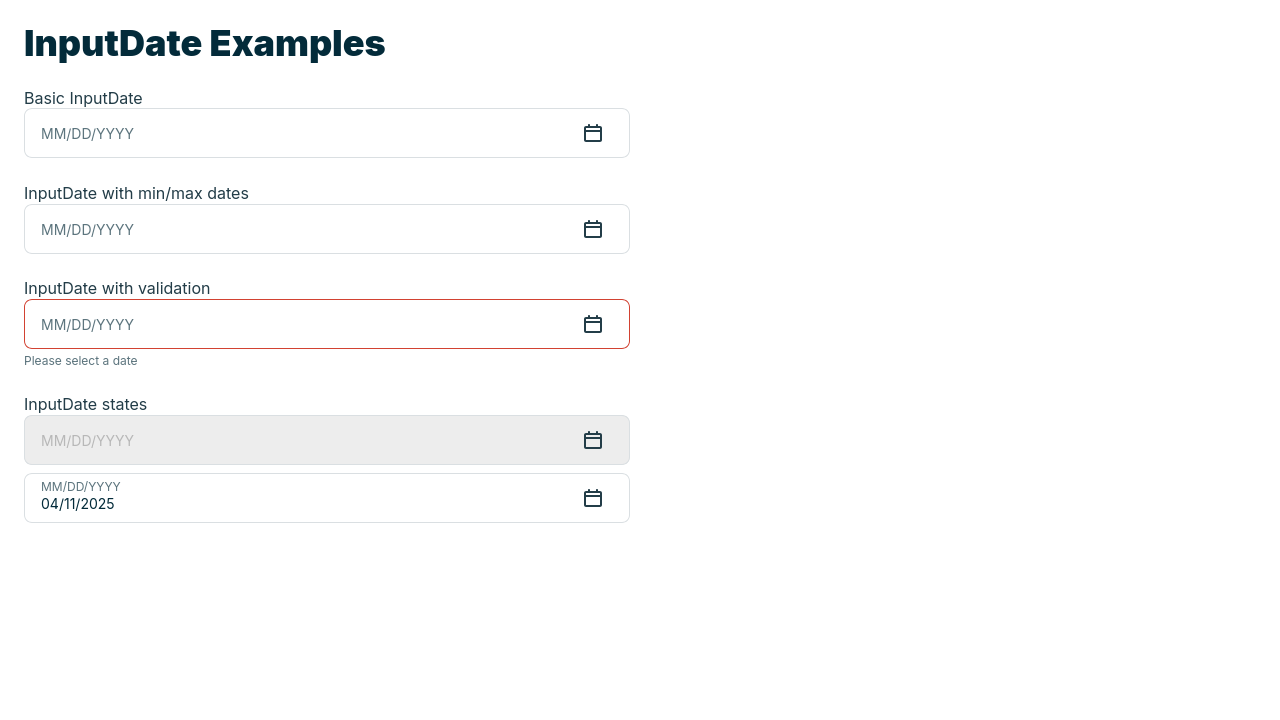 InputDate Examples
Basic InputDate
MM/DD/YYYY
InputDate with min/max dates
MM/DD/YYYY
InputDate with validation
MM/DD/YYYY
Please select a date
InputDate states
MM/DD/YYYY
MM/DD/YYYY
04/11/2025